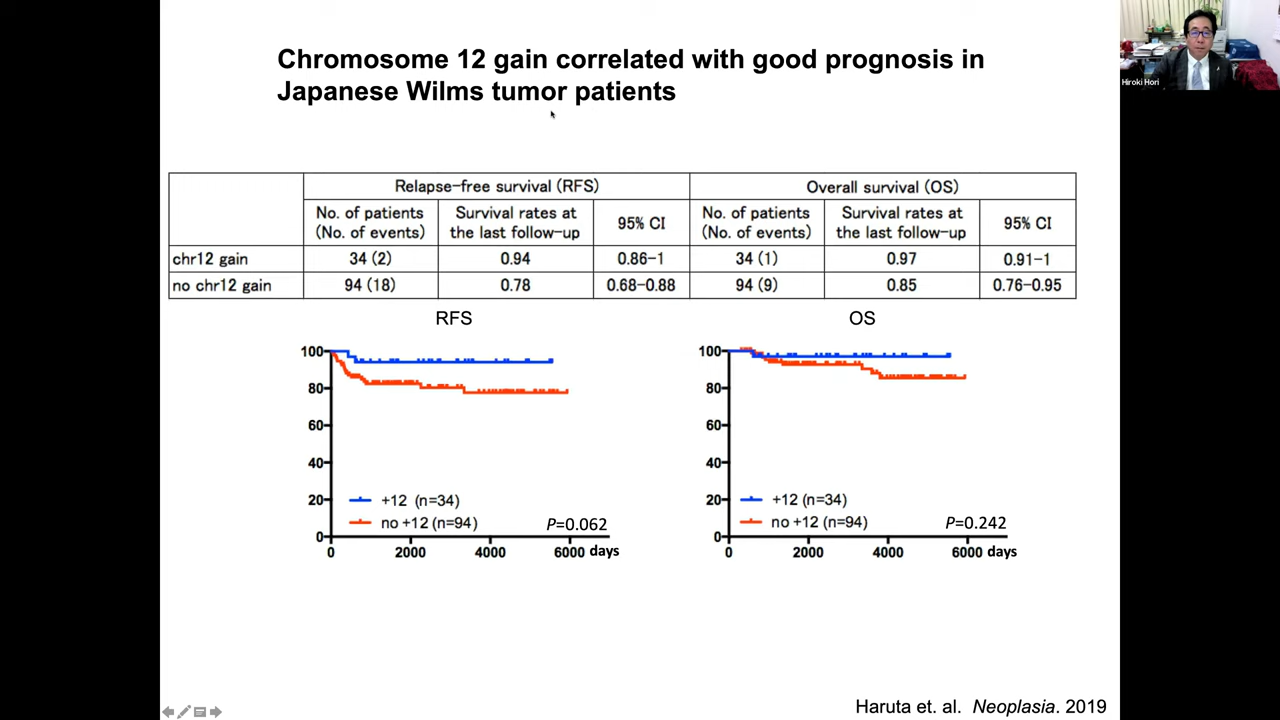 Chromosome 12 gain correlated with good prognosis in
Japanese Wilms tumor patients
Hiroki Hori
Relapse-free survival (RFS) Overall survival (OS)
No. of patients (No. of events) Survival rates at the last follow-up 95% CI No. of patients (No. of events) Survival rates at the last follow-up 95% CI
chr12 gain 34 (2) 0.94 0.86-1 34 (1) 0.97 0.91-1
no chr12 gain 94 (18) 0.78 0.68-0.88 94 (9) 0.85 0.76-0.95
RFS
100
80
60
40
20
0
+12 (n=34)
no +12 (n=94)
P=0.062
0 2000 4000 6000 days
OS
100
80
60
40
20
0
+12 (n=34)
no +12 (n=94)
P=0.242
0 2000 4000 6000 days
Haruta et. al. Neoplasia. 2019